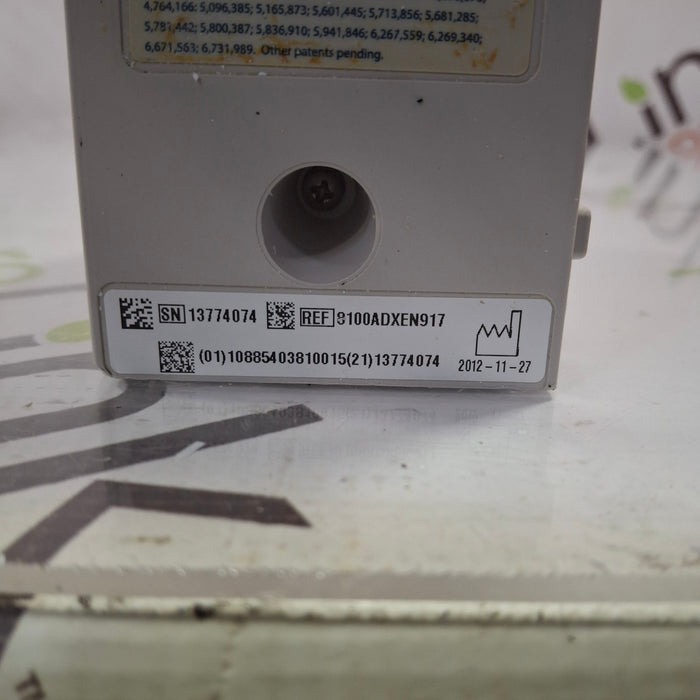 4,764,166: 5,096,385; 5,165,873; 5,601,445; 5,713,856; 5,681,285;
5,781,442; 5,800,387; 5,836,910; 5,941,846; 6,267,559; 6,269,340;
6,671,563; 6,731,989. Other patents pending.
SN 13774074 REF 8100ADXEN917
(01)10885403810015(21)13774074
2012-11-27